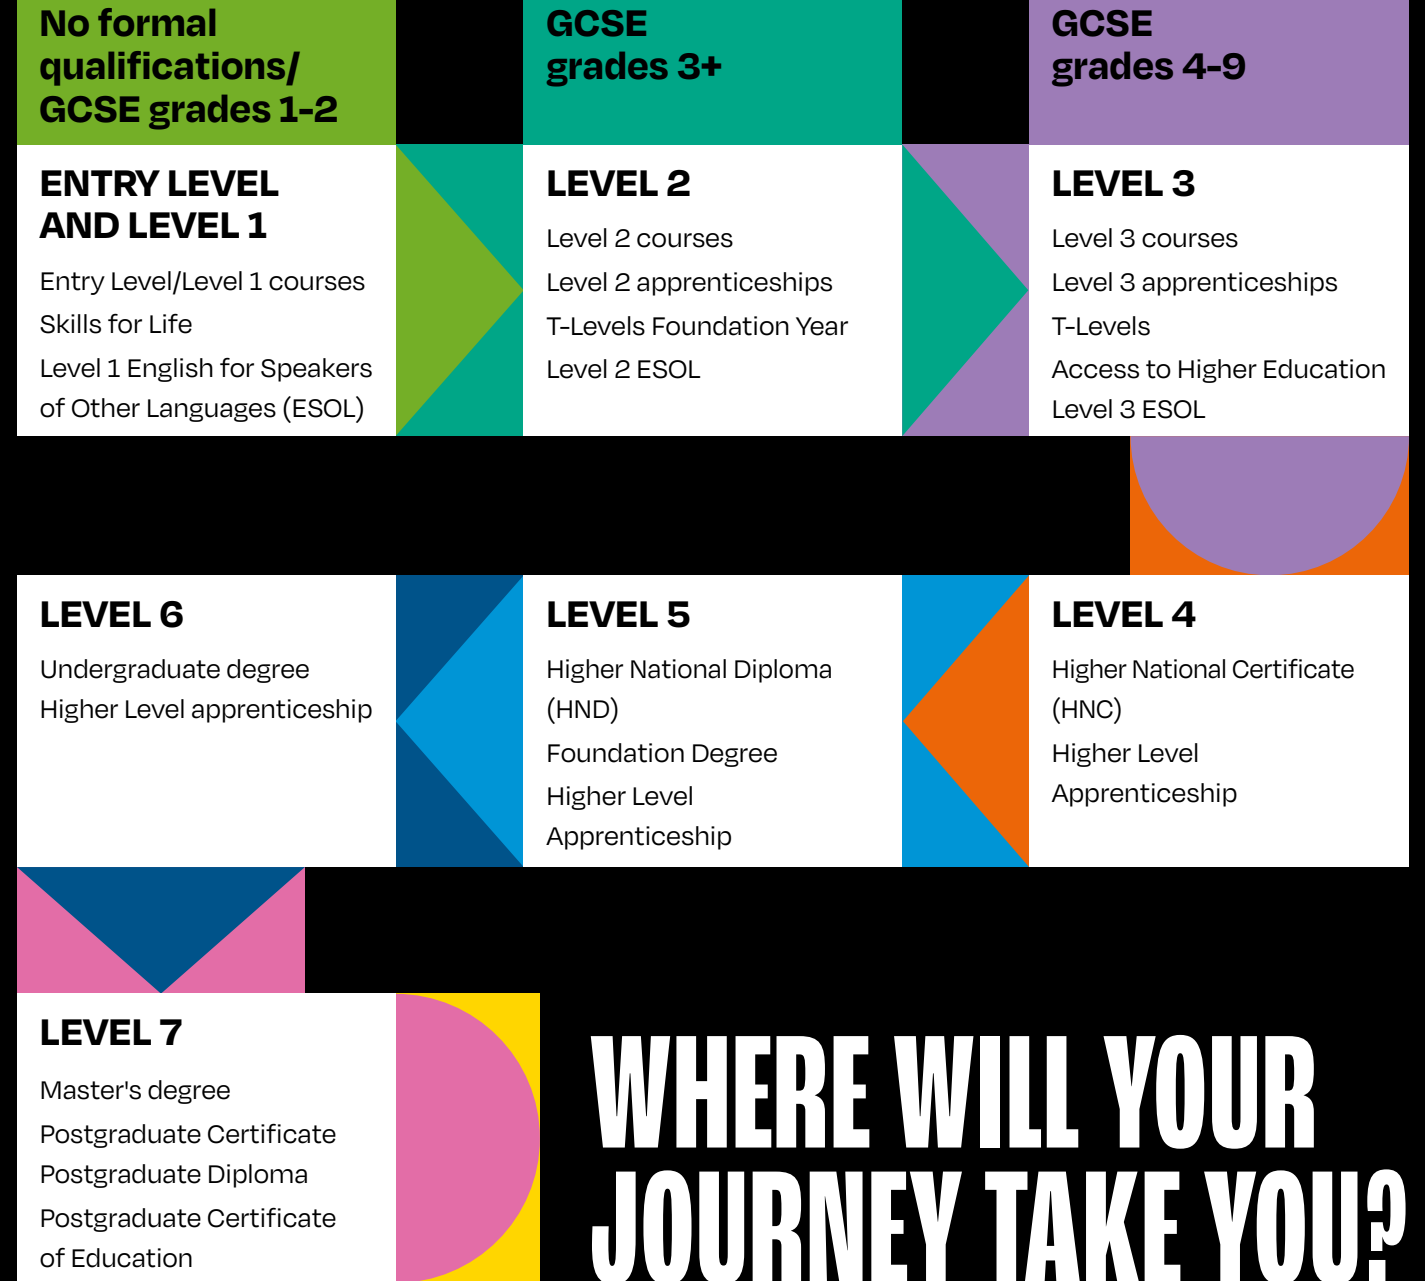 No formal
qualifications/
GCSE grades 1-2
GCSE
grades 3+
GCSE
grades 4-9
ENTRY LEVEL
AND LEVEL 1
Entry Level/Level 1 courses
Skills for Life
Level 1 English for Speakers
of Other Languages (ESOL)
LEVEL 2
Level 2 courses
Level 2 apprenticeships
T-Levels Foundation Year
Level 2 ESOL
LEVEL 3
Level 3 courses
Level 3 apprenticeships
T-Levels
Access to Higher Education
Level 3 ESOL
LEVEL 6
Undergraduate degree
Higher Level apprenticeship
LEVEL 5
Higher National Diploma
(HND)
Foundation Degree
Higher Level
Apprenticeship
LEVEL 4
Higher National Certificate
(HNC)
Higher Level
Apprenticeship
LEVEL 7
Master's degree
Postgraduate Certificate
Postgraduate Diploma
Postgraduate Certificate
of Education
WHERE WILL YOUR
JOURNEY TAKE YOU?